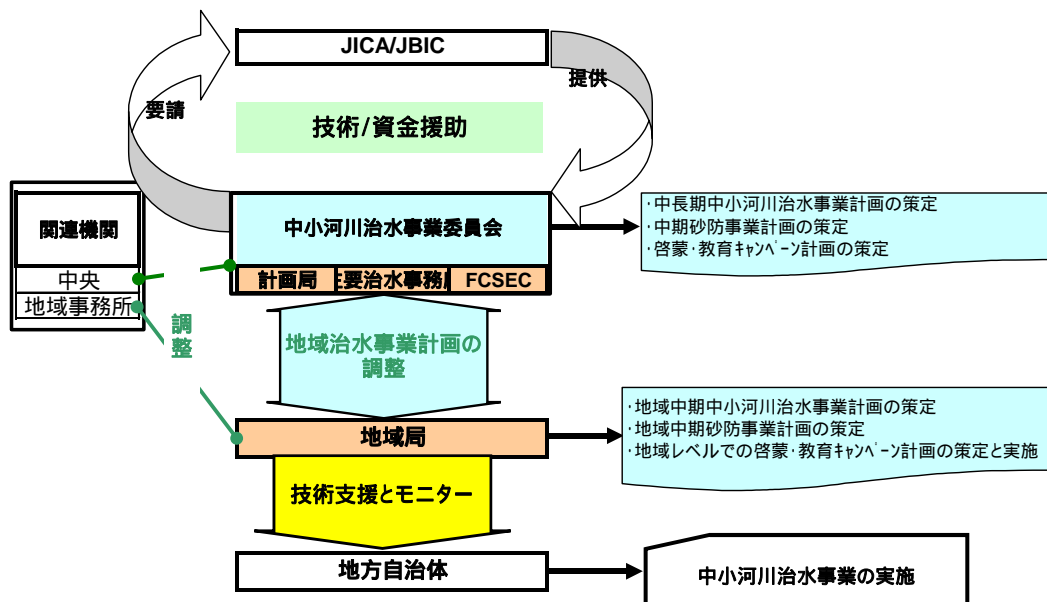 JICA/JBIC
提供
要請
技術/資金援助
関連機関
中央
地域事務所
中小河川治水事業委員会
計画局
主要治水事務所
FCSEC
・中長期中小河川治水事業計画の策定
・中期砂防事業計画の策定
・啓蒙・教育ｷｬﾝﾍﾟｰﾝ計画の策定
調
整
地域治水事業計画の
調整
地域局
・地域中期中小河川治水事業計画の策定
・地域中期砂防事業計画の策定
・地域レベルでの啓蒙・教育ｷｬﾝﾍﾟｰﾝ計画の策定と実施
技術支援とモニター
地方自治体
中小河川治水事業の実施